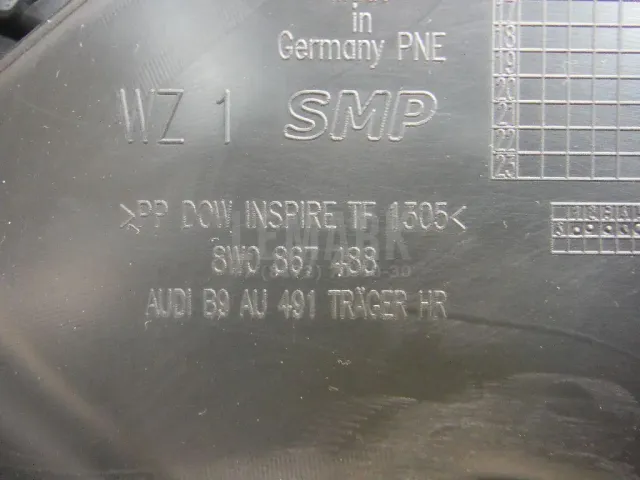 in
Germany PNE
WZ 1 SMP
17
18
19
20
21
22
23
>PP DOW INSPIRE TF 1305<
8W0 867 488
AUDI B9 AU 491 TRÄGER HR